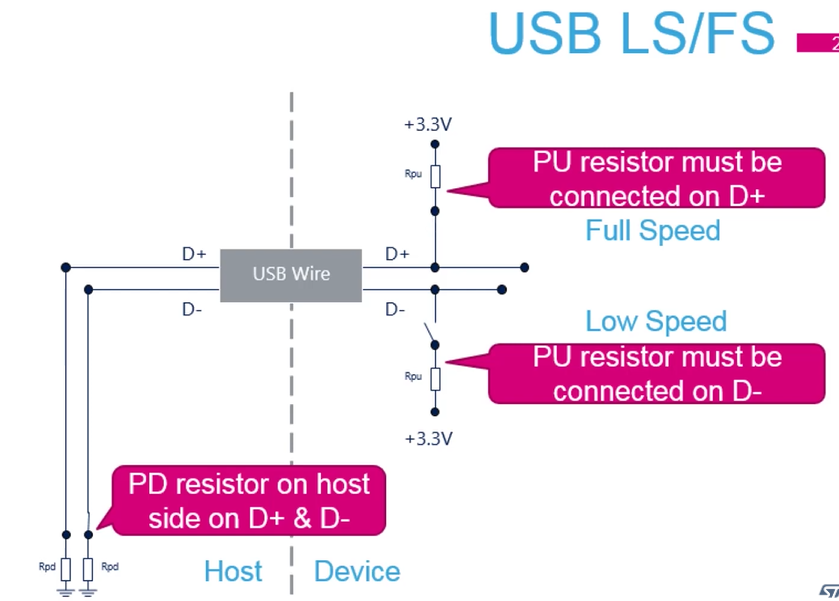 USB LS/FS
2
+3.3V
Rpu
PU resistor must be
connected on D+
Full Speed
D+
USB Wire
D+
D-
D-
Low Speed
Rpu
PU resistor must be
connected on D-
+3.3V
PD resistor on host
side on D+ & D-
Rpd
Rpd
Host
Device